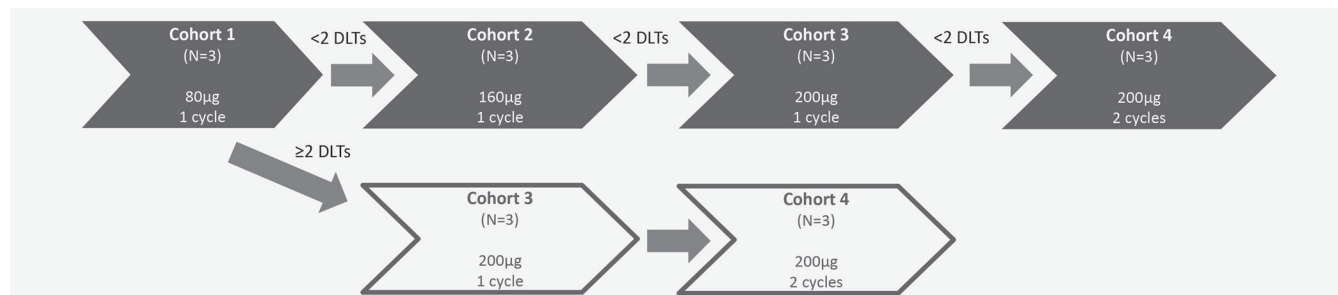 Cohort 1
(N=3)
80µg
1 cycle
<2 DLTs
Cohort 2
(N=3)
160µg
1 cycle
<2 DLTs
Cohort 3
(N=3)
200µg
1 cycle
<2 DLTs
Cohort 4
(N=3)
200µg
2 cycles
≥2 DLTs
Cohort 3
(N=3)
200µg
1 cycle
Cohort 4
(N=3)
200µg
2 cycles